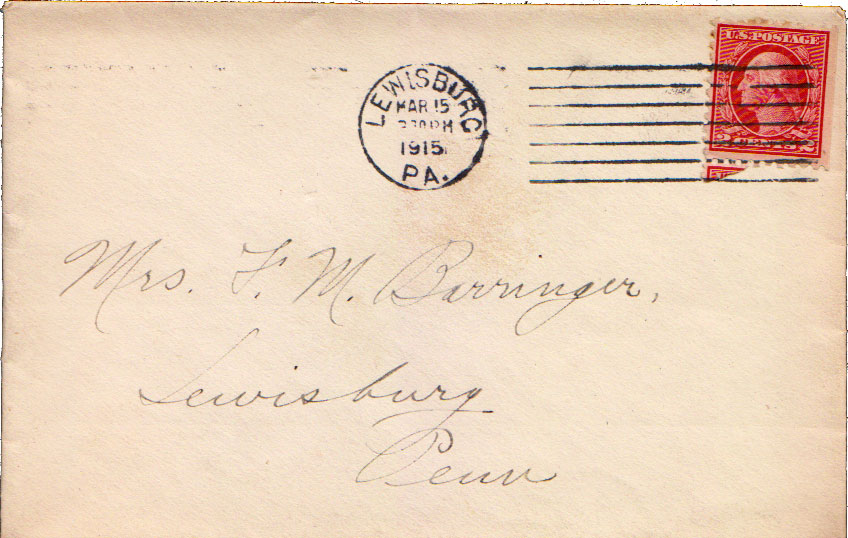 U.S. POSTAGE
LEWISBURG
MAR 15
1915
PA.
Mrs. F. M. Barringer,
Lewisburg
Penn